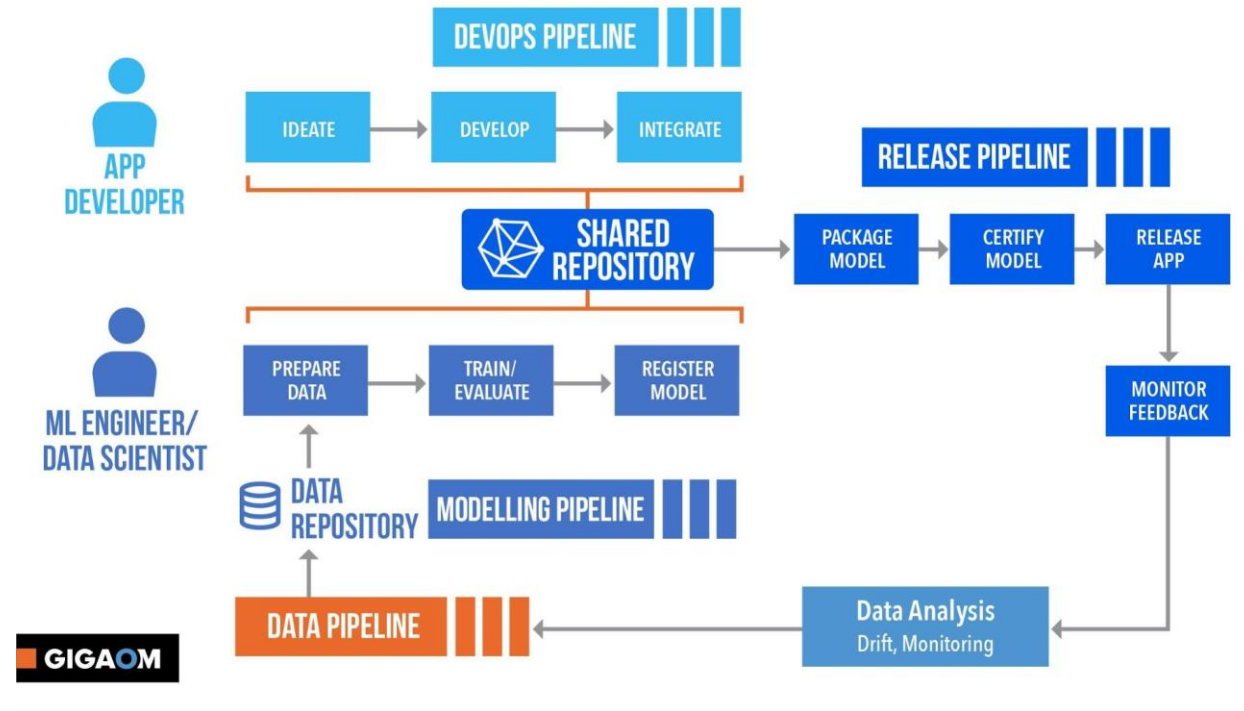 DEVOPS PIPELINE
IDEATE
DEVELOP
INTEGRATE
APP
DEVELOPER
RELEASE PIPELINE
SHARED
REPOSITORY
PACKAGE
MODEL
CERTIFY
MODEL
RELEASE
APP
PREPARE
DATA
TRAIN/
EVALUATE
REGISTER
MODEL
MONITOR
FEEDBACK
ML ENGINEER/
DATA SCIENTIST
DATA
REPOSITORY
MODELLING PIPELINE
DATA PIPELINE
Data Analysis
Drift, Monitoring
GIGAOM